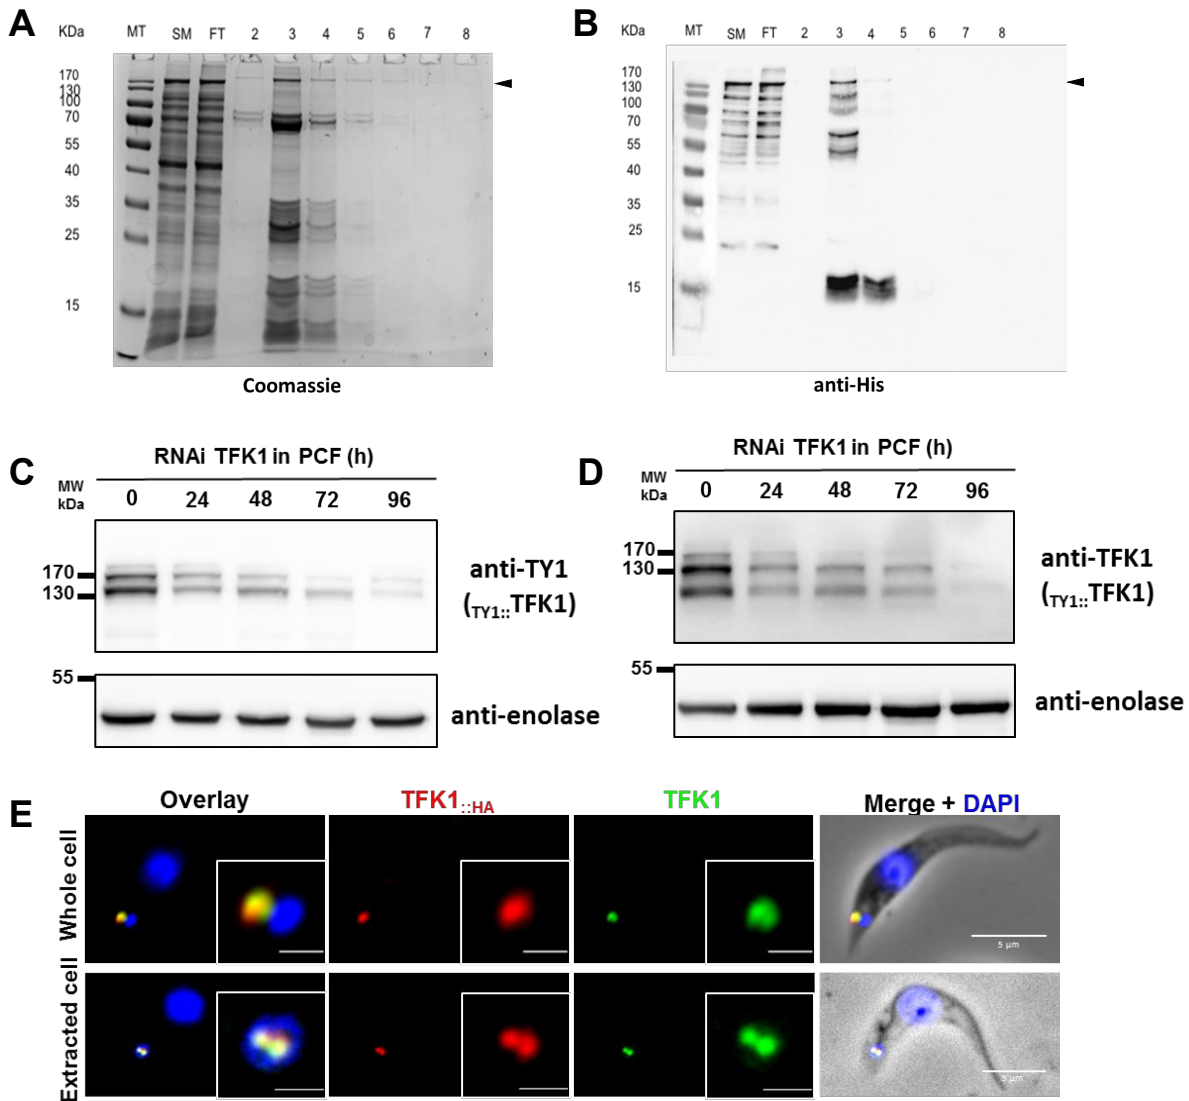 A
KDa MT SM FT 2 3 4 5 6 7 8
170
130
100
70
55
40
35
25
15
Coomassie
B
KDa MT SM FT 2 3 4 5 6 7 8
170
130
100
70
55
40
35
25
15
anti-His
C
RNAi TFK1 in PCF (h)
MW
kDa
0 24 48 72 96
170
130
anti-TY1
(TY1::TFK1)
55
anti-enolase
D
RNAi TFK1 in PCF (h)
MW
kDa
0 24 48 72 96
170
130
anti-TFK1
(TY1::TFK1)
55
anti-enolase
E
Overlay TFK1::HA TFK1 Merge + DAPI
Whole cell
5 µm
Extracted cell
5 µm